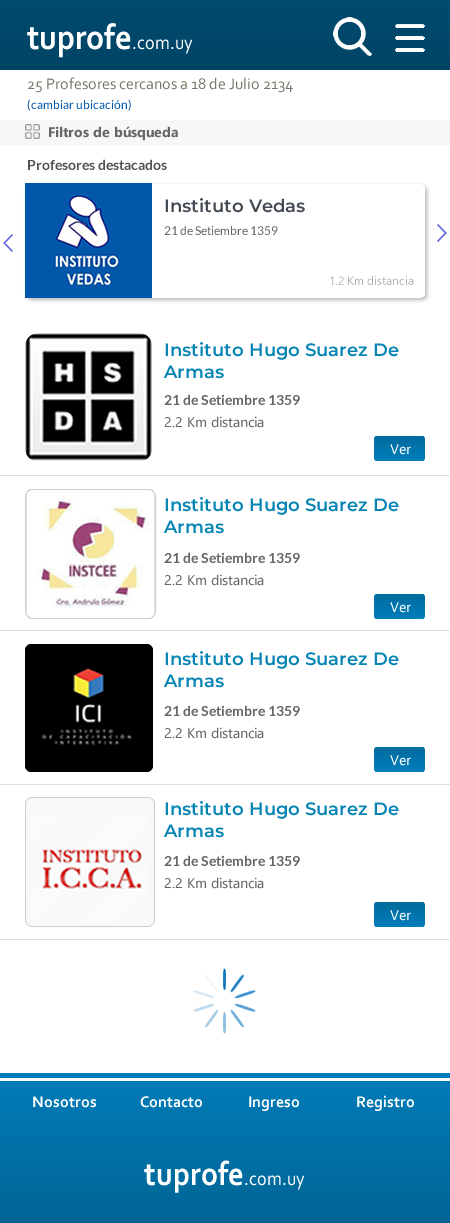 tuprofe.com.uy
25 Profesores cercanos a 18 de Julio 2134
(cambiar ubicación)
Filtros de búsqueda
Profesores destacados
INSTITUTO
VEDAS
Instituto Vedas
21 de Setiembre 1359
1.2 Km distancia
H S
D A
Instituto Hugo Suarez De
Armas
21 de Setiembre 1359
2.2 Km distancia
Ver
INSTCEE
Cra. Andrula Gómez
Instituto Hugo Suarez De
Armas
21 de Setiembre 1359
2.2 Km distancia
Ver
ICI
INSTITUTO
DE CAPACITACIÓN
INTERACTIVA
Instituto Hugo Suarez De
Armas
21 de Setiembre 1359
2.2 Km distancia
Ver
INSTITUTO
I.C.C.A.
Instituto Hugo Suarez De
Armas
21 de Setiembre 1359
2.2 Km distancia
Ver
Nosotros Contacto Ingreso Registro
tuprofe.com.uy